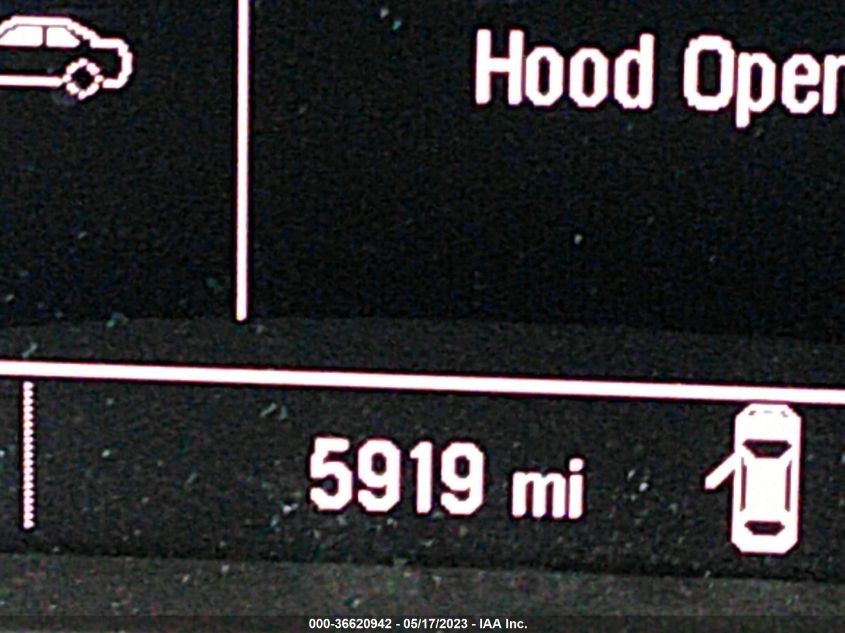 Hood Open
5919 mi
000-36620942 - 05/17/2023 - IAA Inc.